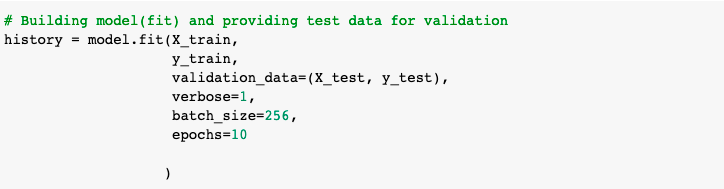 # Building model(fit) and providing test data for validation
history = model.fit(X_train,
                    y_train,
                    validation_data=(X_test, y_test),
                    verbose=1,
                    batch_size=256,
                    epochs=10
                   )